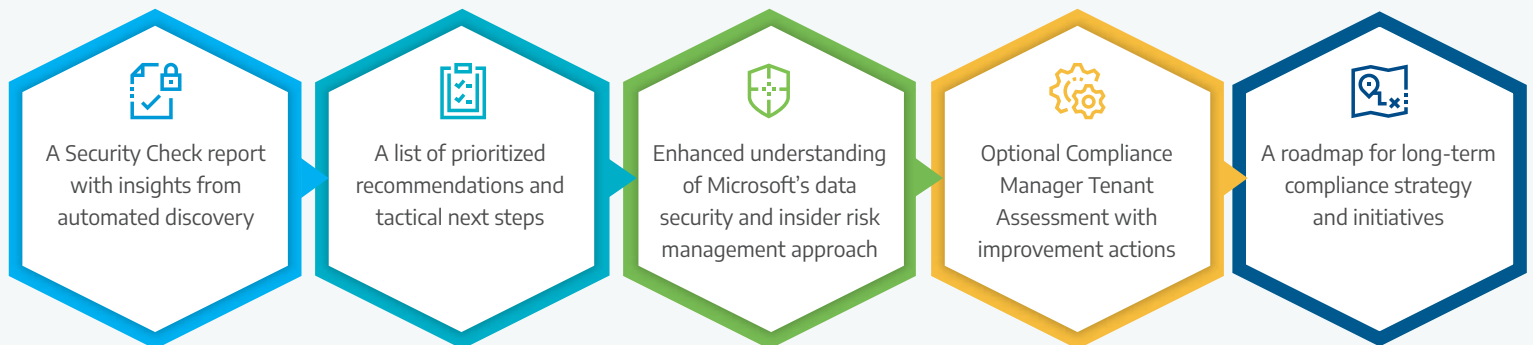 A Security Check report
with insights from
automated discovery
A list of prioritized
recommendations and
tactical next steps
Enhanced understanding
of Microsoft’s data
security and insider risk
management approach
Optional Compliance
Manager Tenant
Assessment with
improvement actions
A roadmap for long-term
compliance strategy
and initiatives